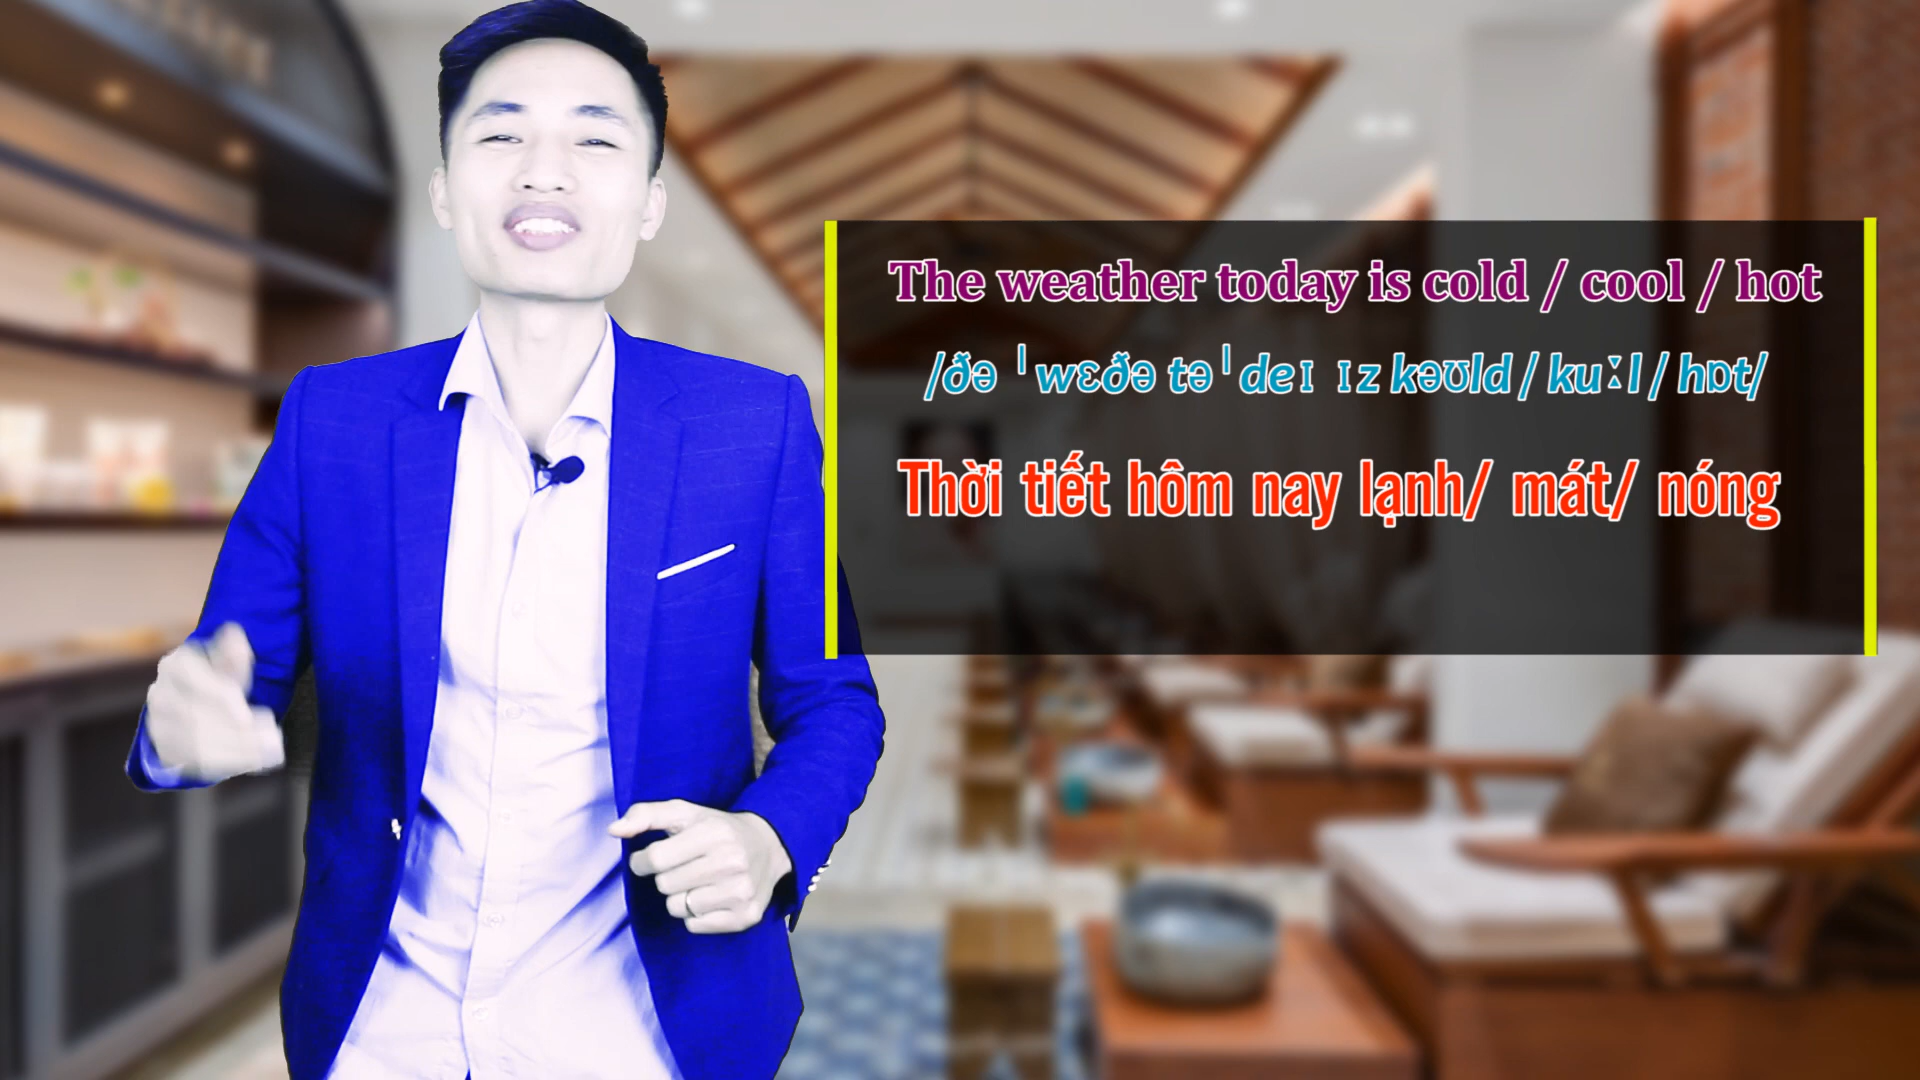 The weather today is cold / cool / hot
/ðə ˈwɛðə təˈdeɪ ɪz kəʊld / kuːl / hɒt/
Thời tiết hôm nay lạnh/ mát/ nóng